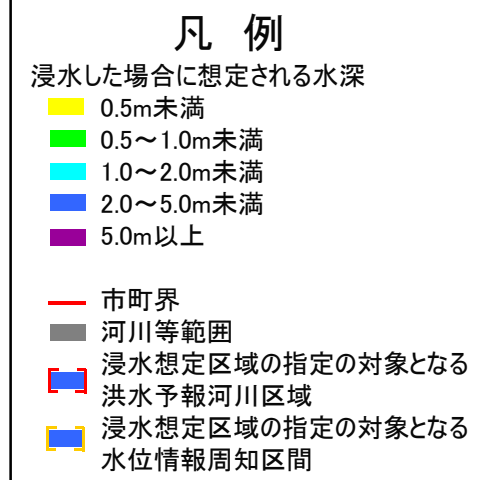 凡 例
浸水した場合に想定される水深
0.5m未満
0.5～1.0m未満
1.0～2.0m未満
2.0～5.0m未満
5.0m以上
市町界
河川等範囲
浸水想定区域の指定の対象となる
洪水予報河川区域
浸水想定区域の指定の対象となる
水位情報周知区間